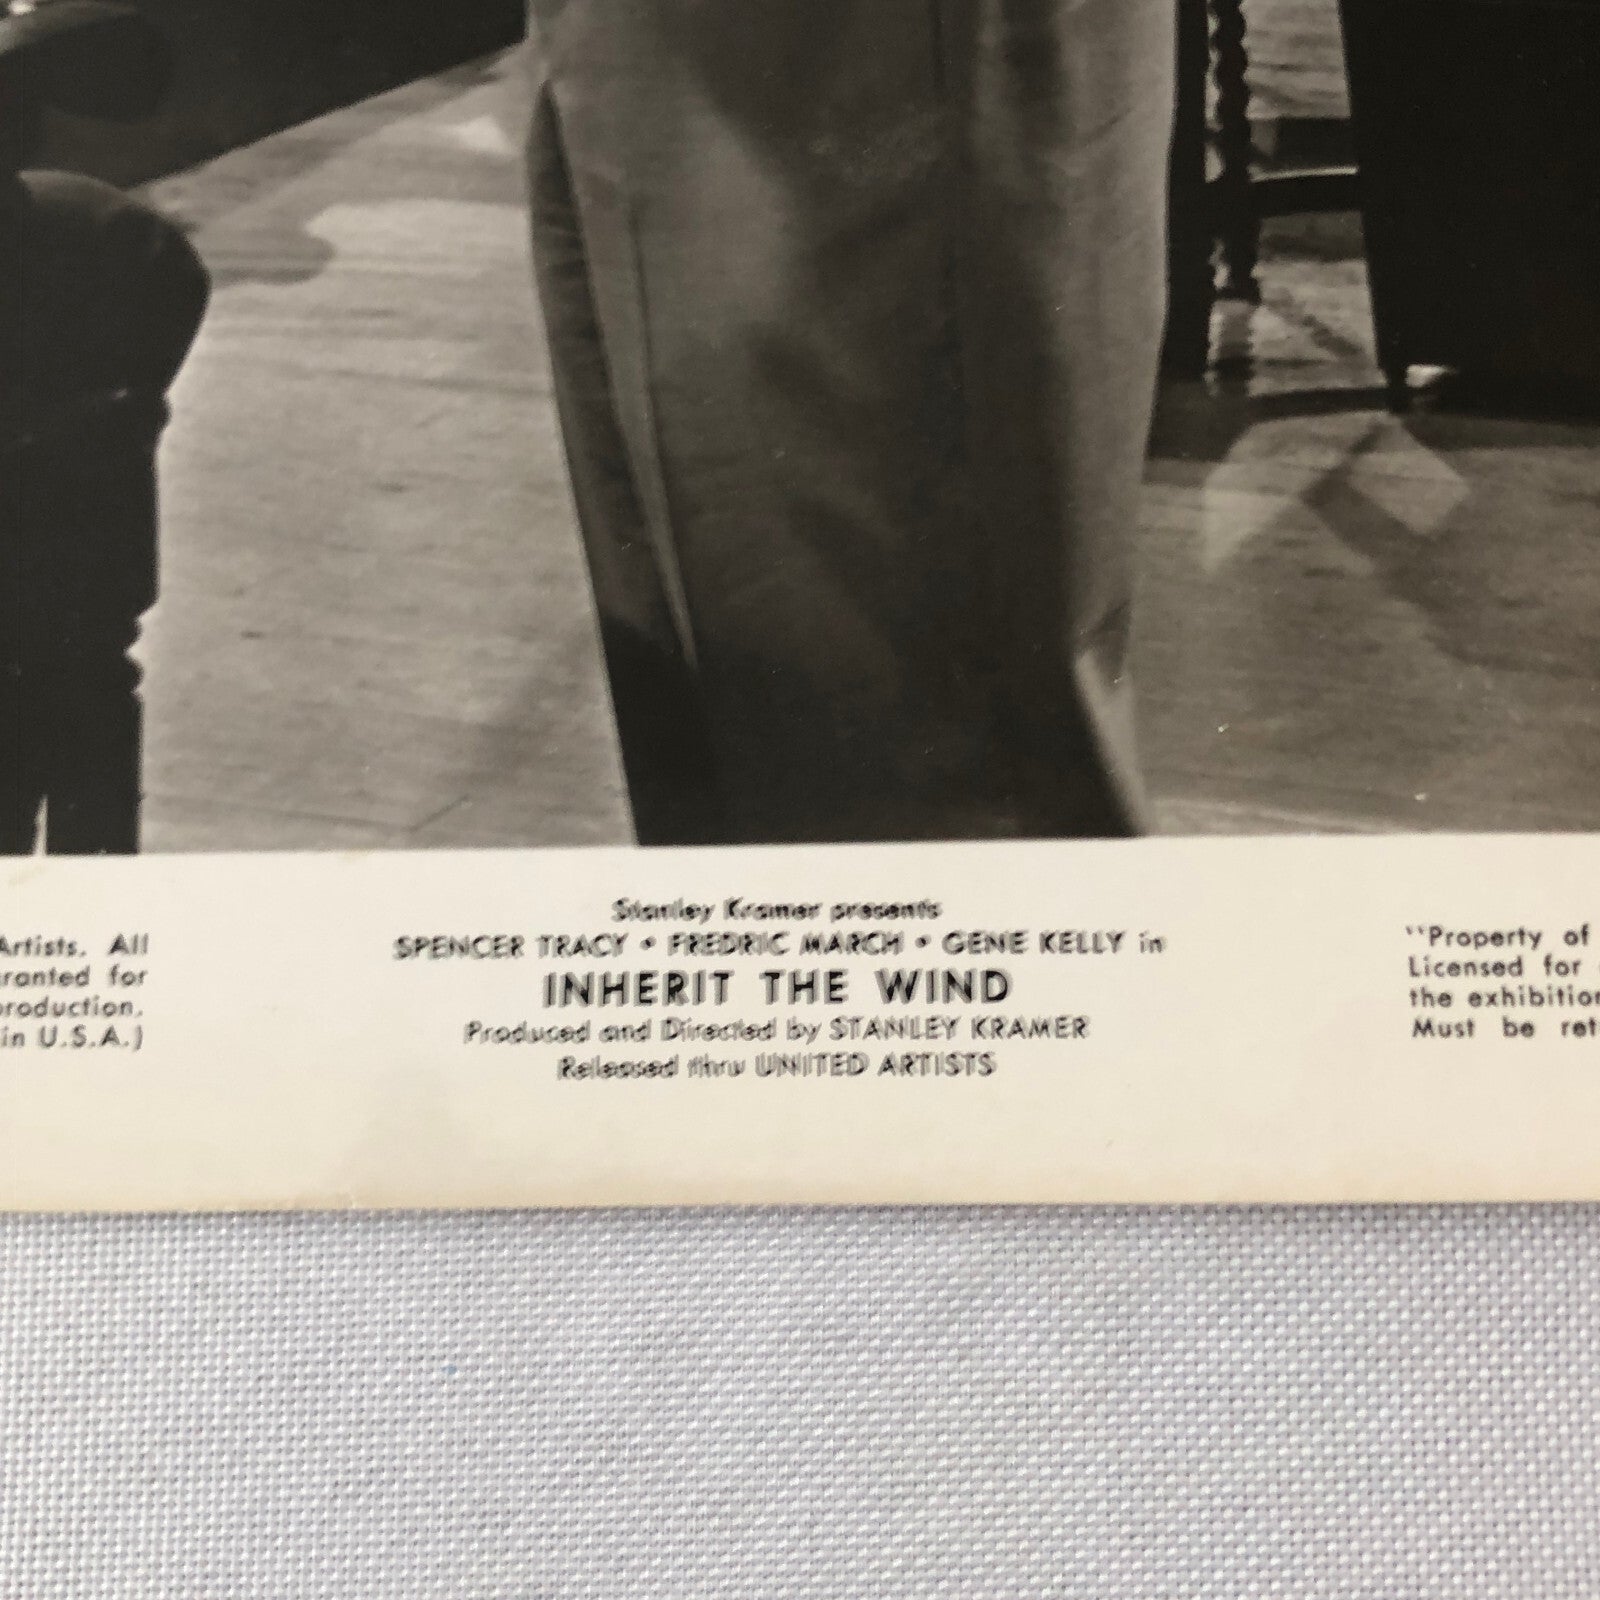 Artists. All
ranted for
production.
in U.S.A.)
Stanley Kramer presents
SPENCER TRACY • FREDRIC MARCH • GENE KELLY in
INHERIT THE WIND
Produced and Directed by STANLEY KRAMER
Released thru UNITED ARTISTS
"Property of
Licensed for
the exhibition
Must be ret